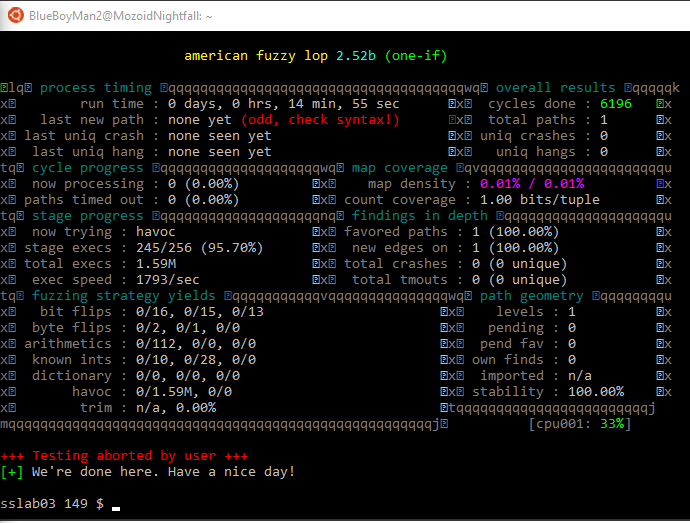 BlueBoyMan2@MozoidNightfall: ~
american fuzzy lop 2.52b (one-if)
lq process timing qqqqqqqqqqqqqqqqqqqqqqqqqqqqqqqqqqqqqwq overall results qqqqqk
x run time : 0 days, 0 hrs, 14 min, 55 sec x cycles done : 6196 x
x last new path : none yet (odd, check syntax!) x total paths : 1 x
x last uniq crash : none seen yet x uniq crashes : 0 x
x last uniq hang : none seen yet x uniq hangs : 0 x
tq cycle progress qqqqqqqqqqqqqqqqqqqqwq map coverage qvqqqqqqqqqqqqqqqqqqqqqqqu
x now processing : 0 (0.00%) x map density : 0.01% / 0.01% x
x paths timed out : 0 (0.00%) x count coverage : 1.00 bits/tuple x
tq stage progress qqqqqqqqqqqqqqqqqqqqnq findings in depth qqqqqqqqqqqqqqqqqqqqu
x now trying : havoc x favored paths : 1 (100.00%) x
x stage execs : 245/256 (95.70%) x new edges on : 1 (100.00%) x
x total execs : 1.59M x total crashes : 0 (0 unique) x
x exec speed : 1793/sec x total tmouts : 0 (0 unique) x
tq fuzzing strategy yields qqqqqqqqqqqvqqqqqqqqqqqqqqqwq path geometry qqqqqqqqu
x bit flips : 0/16, 0/15, 0/13 x levels : 1 x
x byte flips : 0/2, 0/1, 0/0 x pending : 0 x
x arithmetics : 0/112, 0/0, 0/0 x pend fav : 0 x
x known ints : 0/10, 0/28, 0/0 x own finds : 0 x
x dictionary : 0/0, 0/0, 0/0 x imported : n/a x
x havoc : 0/1.59M, 0/0 x stability : 100.00% x
x trim : n/a, 0.00% tqqqqqqqqqqqqqqqqqqqqqqqqj
mqqqqqqqqqqqqqqqqqqqqqqqqqqqqqqqqqqqqqqqqqqqqqqqqqqqqqj [cpu001: 33%]
+++ Testing aborted by user +++
[+] We're done here. Have a nice day!
sslab03 149 $